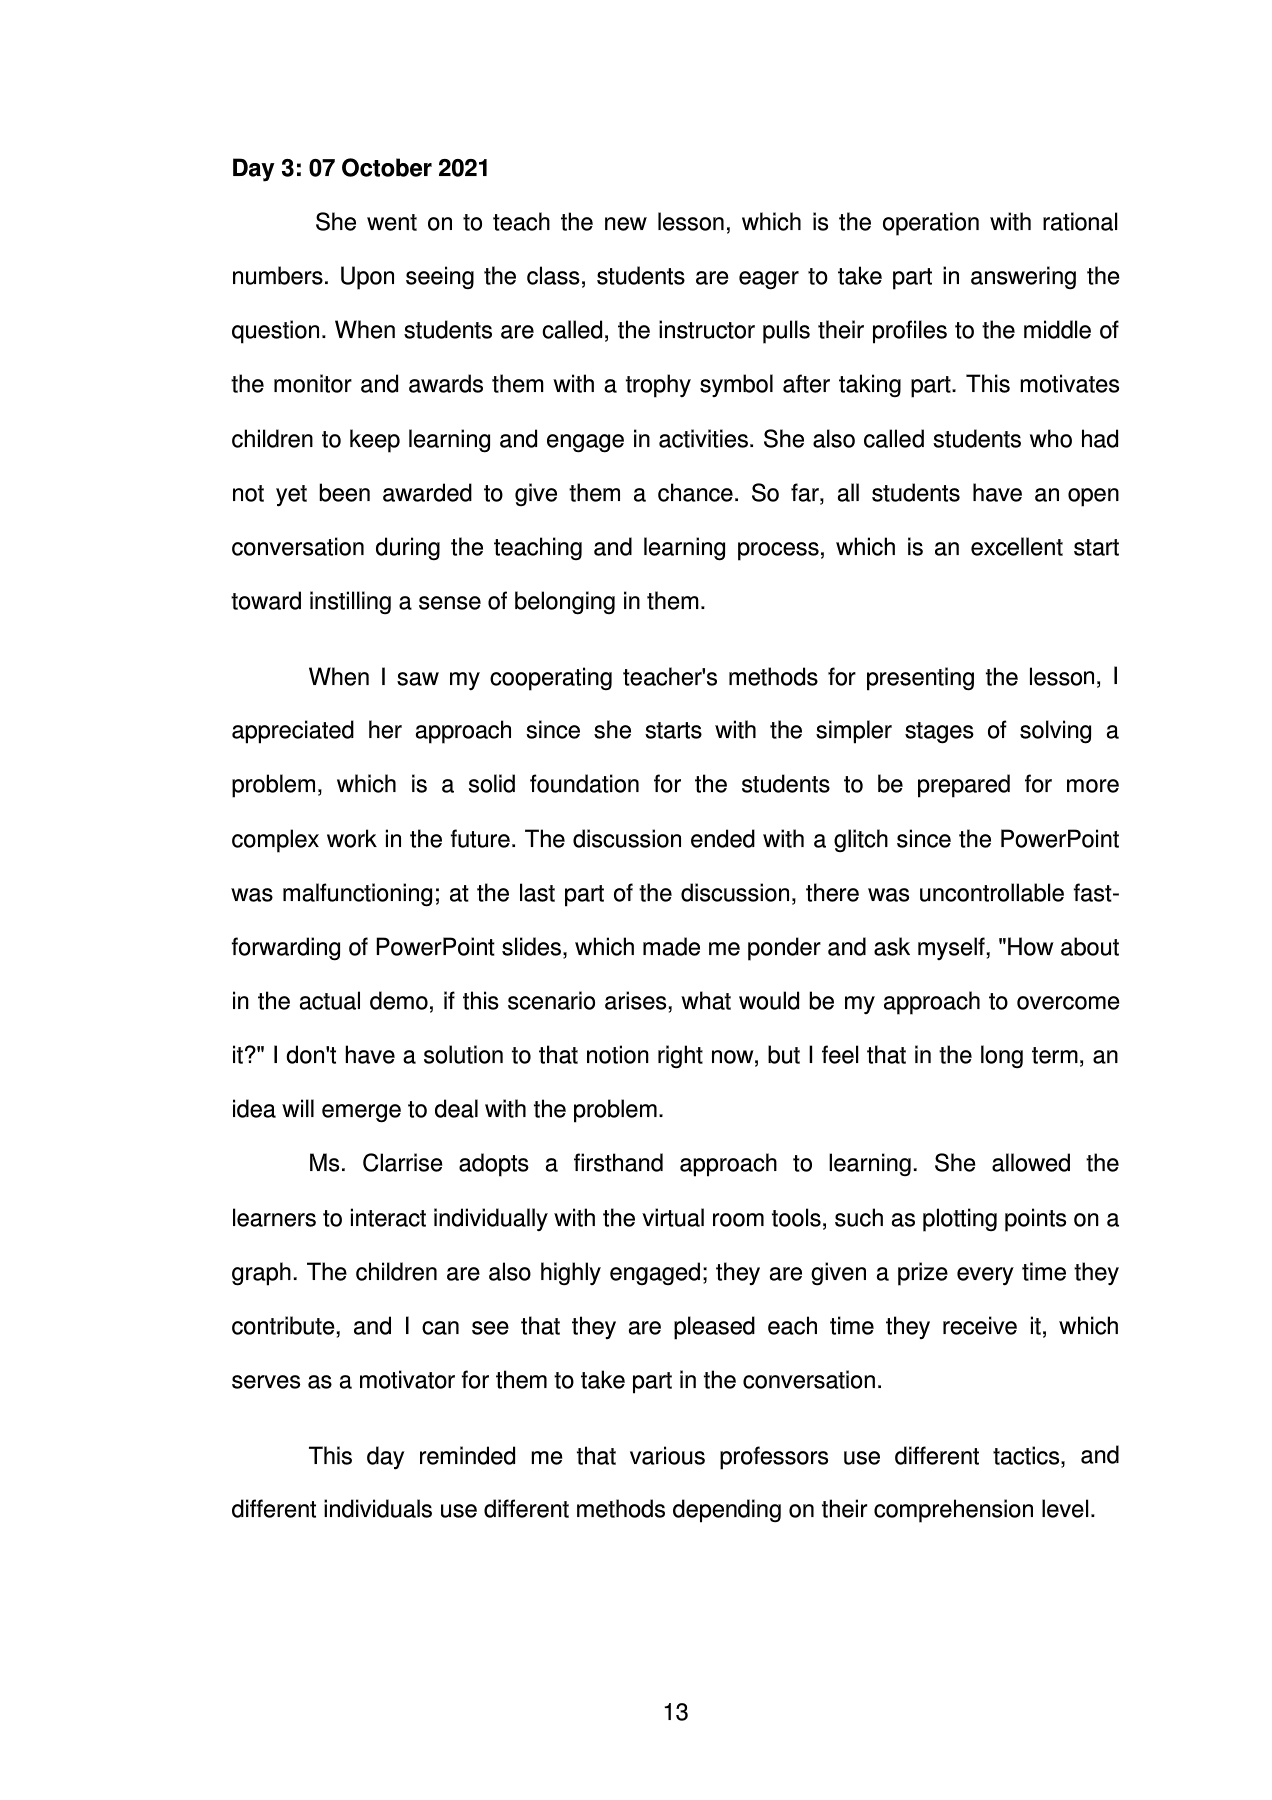 Day 3: 07 October 2021
She went on to teach the new lesson, which is the operation with rational
numbers. Upon seeing the class, students are eager to take part in answering the
question. When students are called, the instructor pulls their profiles to the middle of
the monitor and awards them with a trophy symbol after taking part. This motivates
children to keep learning and engage in activities. She also called students who had
not yet been awarded to give them a chance. So far, all students have an open
conversation during the teaching and learning process, which is an excellent start
toward instilling a sense of belonging in them.
When I saw my cooperating teacher's methods for presenting the lesson, I
appreciated her approach since she starts with the simpler stages of solving a
problem, which is a solid foundation for the students to be prepared for more
complex work in the future. The discussion ended with a glitch since the PowerPoint
was malfunctioning; at the last part of the discussion, there was uncontrollable fast-
forwarding of PowerPoint slides, which made me ponder and ask myself, "How about
in the actual demo, if this scenario arises, what would be my approach to overcome
it?" I don't have a solution to that notion right now, but I feel that in the long term, an
idea will emerge to deal with the problem.
Ms. Clarrise adopts a firsthand approach to learning. She allowed the
learners to interact individually with the virtual room tools, such as plotting points on a
graph. The children are also highly engaged; they are given a prize every time they
contribute, and I can see that they are pleased each time they receive it, which
serves as a motivator for them to take part in the conversation.
This day reminded me that various professors use different tactics, and
different individuals use different methods depending on their comprehension level.
13